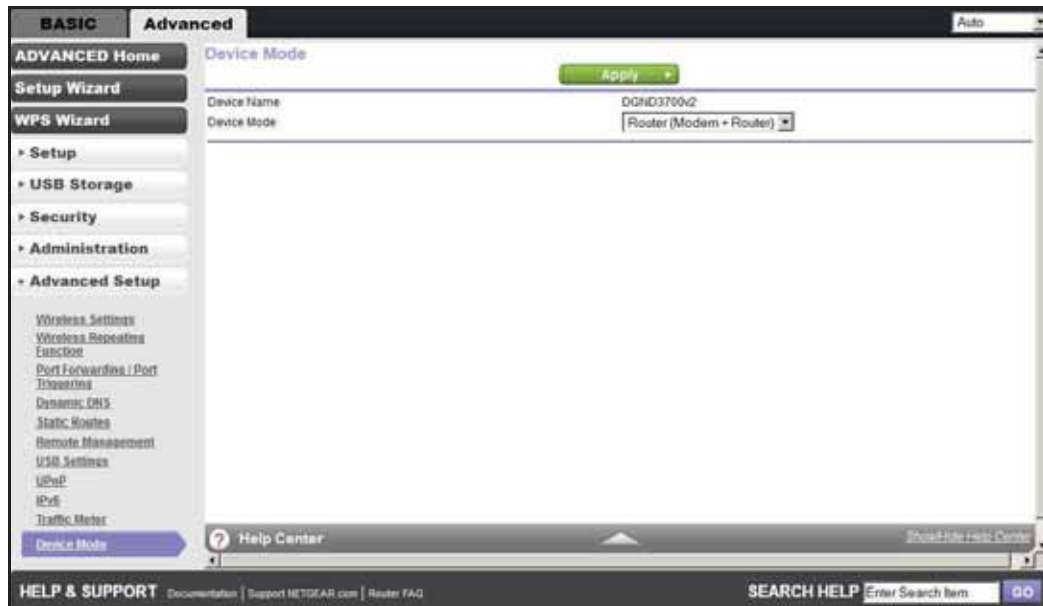 BASIC
Advanced
Auto
ADVANCED Home
Setup Wizard
WPS Wizard
Setup
USB Storage
Security
Administration
Advanced Setup
Wireless Settings
Wireless Repeating
Function
Port Forwarding / Port
Triggering
Dynamic DNS
Static Routes
Remote Management
USB Settings
UPnP
IPv6
Traffic Meter
Device Mode
Device Mode
Apply
Device Name DGND3700v2
Device Mode Router (Modem + Router)
Help Center
Show/Hide Help Center
HELP & SUPPORT Documentation | Support NETGEAR com | Router FAQ
SEARCH HELP Enter Search Item GO